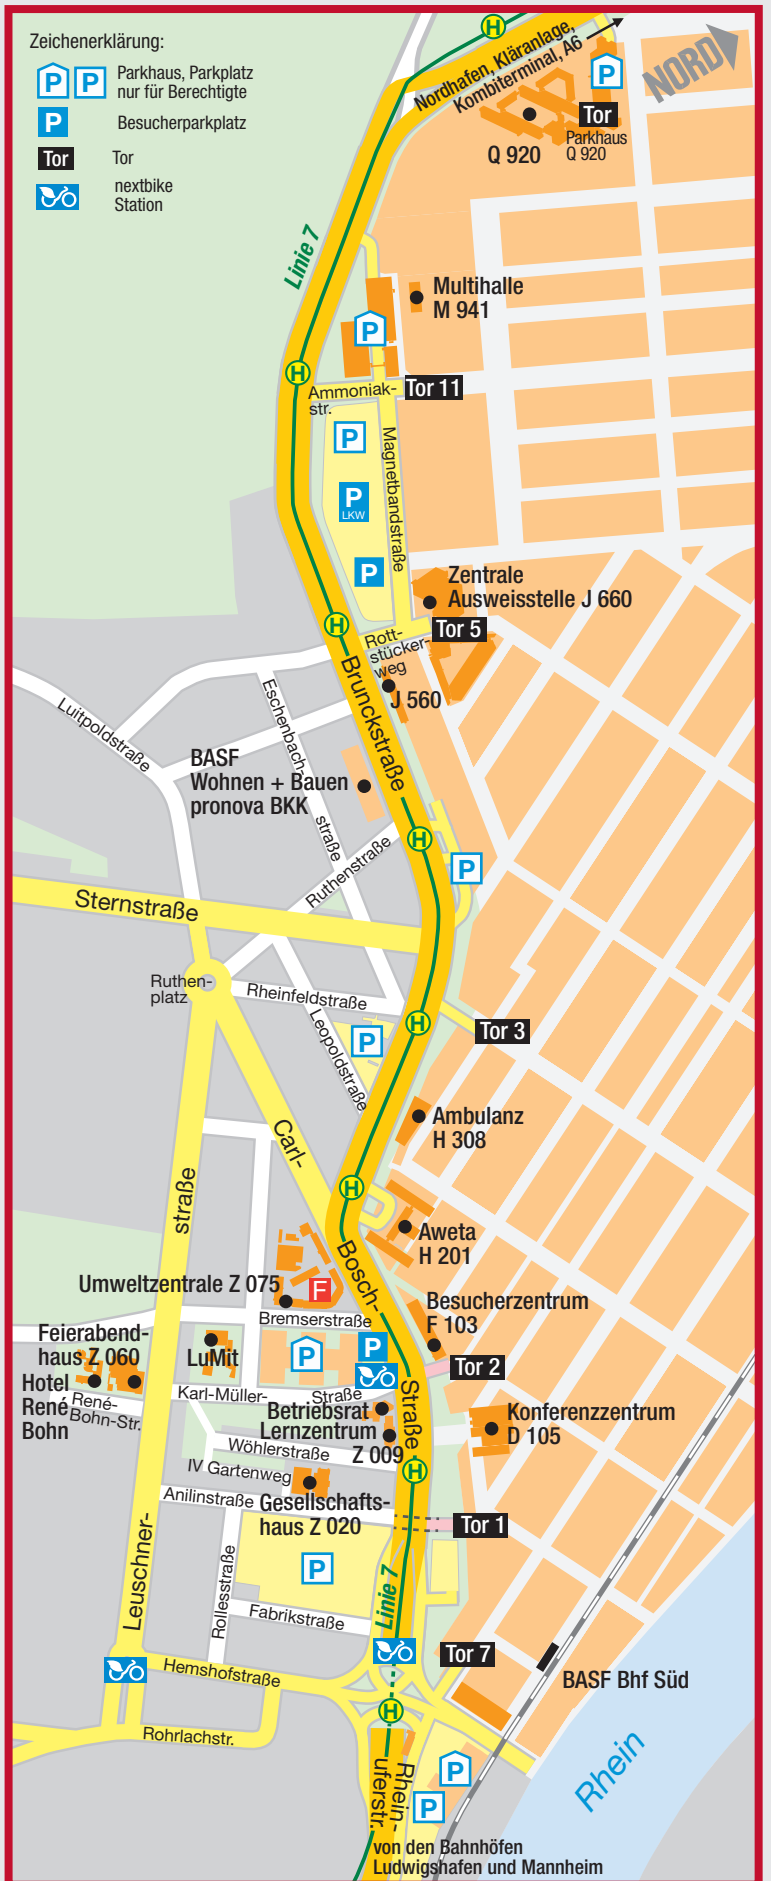 Zeichenerklärung:
P P Parkhaus, Parkplatz
nur für Berechtigte
P Besucherparkplatz
Tor Tor
nextbike
Station
H
Nordhafen, Kläranlage,
Kombiterminal, A6
NORD
P
Tor
Parkhaus
Q 920
Q 920
Linie 7
Multihalle
M 941
P
H
Ammoniak-
str.
Tor 11
P
Magnetbandstraße
P
LKW
P
Zentrale
Ausweisstelle J 660
H
Tor 5
Rott-
stücker-
weg
J 560
Brunckstraße
Luitpoldstraße
Eschenbach-
straße
BASF
Wohnen + Bauen
pronova BKK
H
Ruthenstraße
P
Sternstraße
Ruthen-
platz
Rheinfeldstraße
Leopoldstraße
H
Tor 3
P
Ambulanz
H 308
Carl-
straße
H
Aweta
H 201
Bosch-
Umweltzentrale Z 075
F
Besucherzentrum
F 103
Bremserstraße
Feierabend-
haus Z 060
LuMit
P
P
Tor 2
Hotel
René
Bohn
René-
Bohn-Str.
Karl-Müller-
Straße
Straße
Betriebsrat
Lernzentrum
Z 009
Konferenzzentrum
D 105
Wöhlerstraße
H
IV Gartenweg
Anilinstraße
Gesellschafts-
haus Z 020
Tor 1
Leuschner-
Rollesstraße
P
Linie 7
Fabrikstraße
Tor 7
BASF Bhf Süd
Hemshofstraße
H
Rohrlachstr.
Rhein-
uferstr.
P
P
Rhein
von den Bahnhöfen
Ludwigshafen und Mannheim